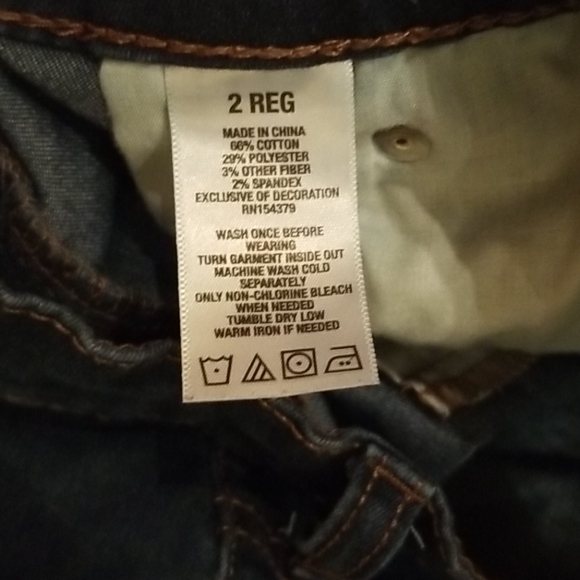 2 REG
MADE IN CHINA
66% COTTON
29% POLYESTER
3% OTHER FIBER
2% SPANDEX
EXCLUSIVE OF DECORATION
RN154379
WASH ONCE BEFORE
WEARING
TURN GARMENT INSIDE OUT
MACHINE WASH COLD
SEPARATELY
ONLY NON-CHLORINE BLEACH
WHEN NEEDED
TUMBLE DRY LOW
WARM IRON IF NEEDED